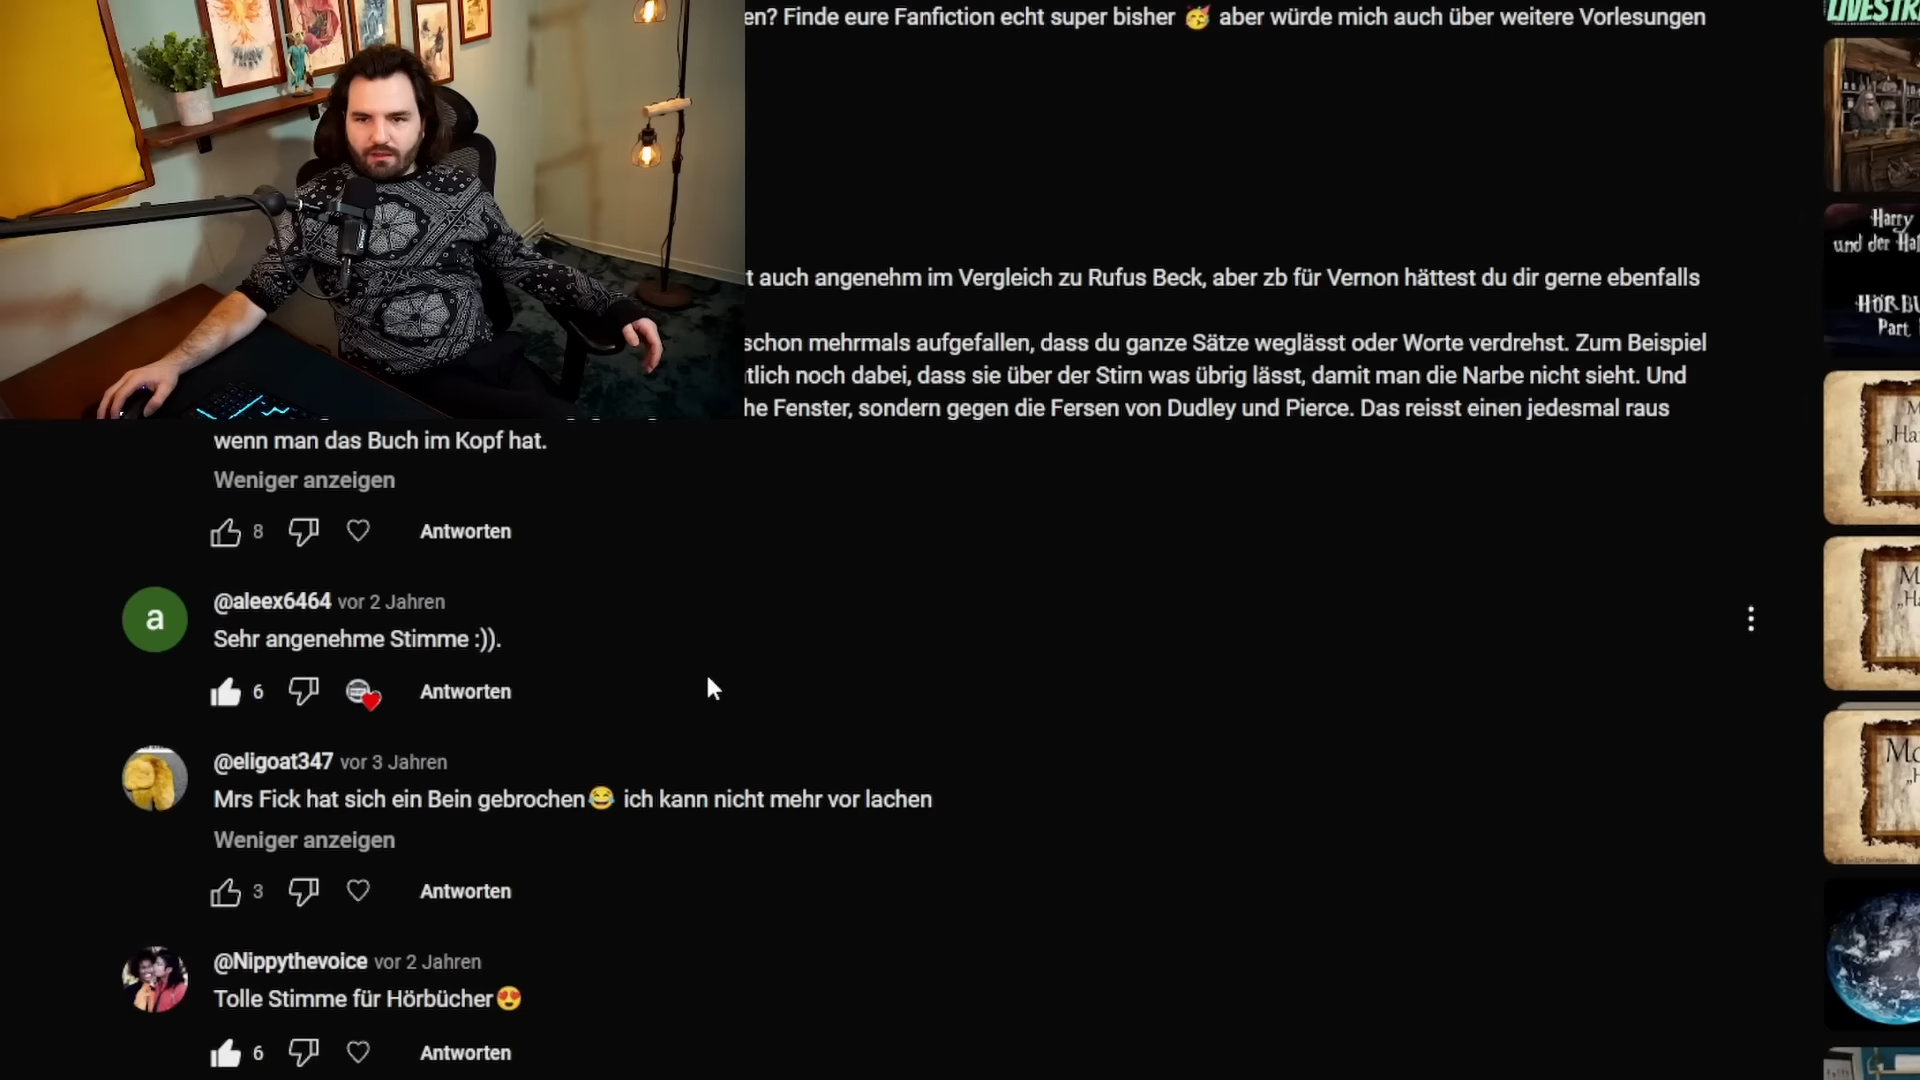 en? Finde eure Fanfiction echt super bisher 🥳 aber würde mich auch über weitere Vorlesungen
LIVESTR
Harry
und der Ha
HÖRBU
Part
t auch angenehm im Vergleich zu Rufus Beck, aber zb für Vernon hättest du dir gerne ebenfalls
schon mehrmals aufgefallen, dass du ganze Sätze weglässt oder Worte verdrehst. Zum Beispiel
tlich noch dabei, dass sie über der Stirn was übrig lässt, damit man die Narbe nicht sieht. Und
he Fenster, sondern gegen die Fersen von Dudley und Pierce. Das reisst einen jedesmal raus
wenn man das Buch im Kopf hat.
Weniger anzeigen
8 Antworten
@aleex6464 vor 2 Jahren
a
Sehr angenehme Stimme :)).
6 Antworten
@eligoat347 vor 3 Jahren
Mrs Fick hat sich ein Bein gebrochen😂 ich kann nicht mehr vor lachen
Weniger anzeigen
3 Antworten
@Nippythevoice vor 2 Jahren
Tolle Stimme für Hörbücher😍
6 Antworten